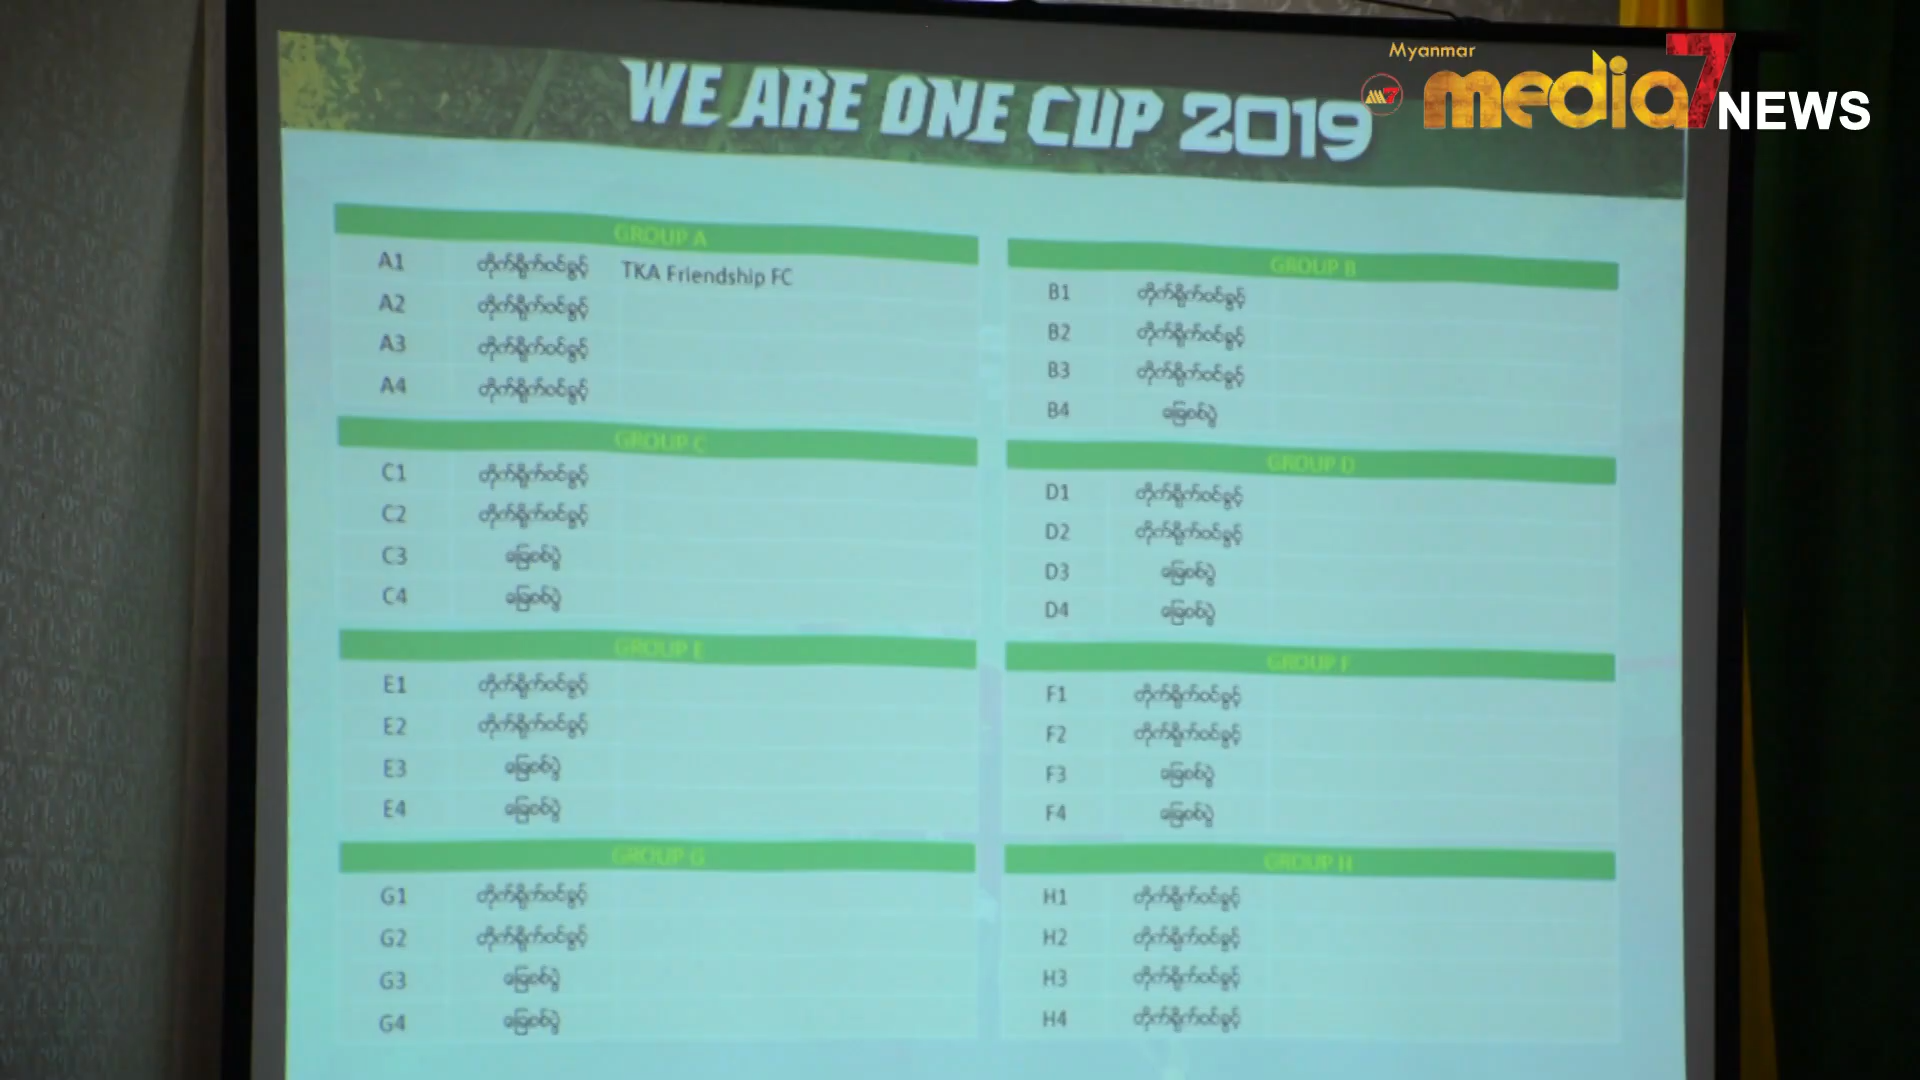 Myanmar
media7 NEWS
WE ARE ONE CUP 2019
GROUP A
A1 တိုက်ရိုက်ဝင်ခွင့် TKA Friendship FC
A2 တိုက်ရိုက်ဝင်ခွင့်
A3 တိုက်ရိုက်ဝင်ခွင့်
A4 တိုက်ရိုက်ဝင်ခွင့်
GROUP B
B1 တိုက်ရိုက်ဝင်ခွင့်
B2 တိုက်ရိုက်ဝင်ခွင့်
B3 တိုက်ရိုက်ဝင်ခွင့်
B4 ခြေစစ်ပွဲ
GROUP C
C1 တိုက်ရိုက်ဝင်ခွင့်
C2 တိုက်ရိုက်ဝင်ခွင့်
C3 ခြေစစ်ပွဲ
C4 ခြေစစ်ပွဲ
GROUP D
D1 တိုက်ရိုက်ဝင်ခွင့်
D2 တိုက်ရိုက်ဝင်ခွင့်
D3 ခြေစစ်ပွဲ
D4 ခြေစစ်ပွဲ
GROUP E
E1 တိုက်ရိုက်ဝင်ခွင့်
E2 တိုက်ရိုက်ဝင်ခွင့်
E3 ခြေစစ်ပွဲ
E4 ခြေစစ်ပွဲ
GROUP F
F1 တိုက်ရိုက်ဝင်ခွင့်
F2 တိုက်ရိုက်ဝင်ခွင့်
F3 ခြေစစ်ပွဲ
F4 ခြေစစ်ပွဲ
GROUP G
G1 တိုက်ရိုက်ဝင်ခွင့်
G2 တိုက်ရိုက်ဝင်ခွင့်
G3 ခြေစစ်ပွဲ
G4 ခြေစစ်ပွဲ
GROUP H
H1 တိုက်ရိုက်ဝင်ခွင့်
H2 တိုက်ရိုက်ဝင်ခွင့်
H3 တိုက်ရိုက်ဝင်ခွင့်
H4 တိုက်ရိုက်ဝင်ခွင့်